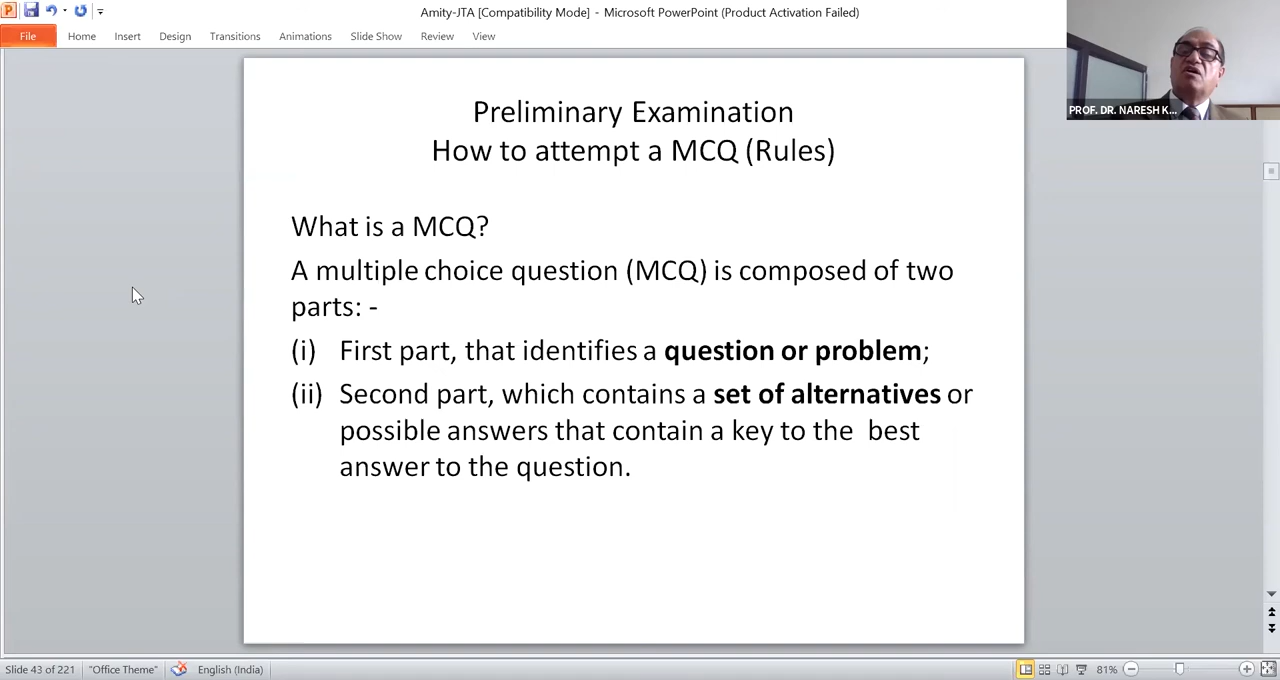 Amity-JTA [Compatibility Mode] - Microsoft PowerPoint (Product Activation Failed)
File Home Insert Design Transitions Animations Slide Show Review View
PROF. DR. NARESH K...
Preliminary Examination
How to attempt a MCQ (Rules)
What is a MCQ?
A multiple choice question (MCQ) is composed of two
parts: -
(i) First part, that identifies a question or problem;
(ii) Second part, which contains a set of alternatives or
possible answers that contain a key to the best
answer to the question.
Slide 43 of 221 "Office Theme" English (India) 81%